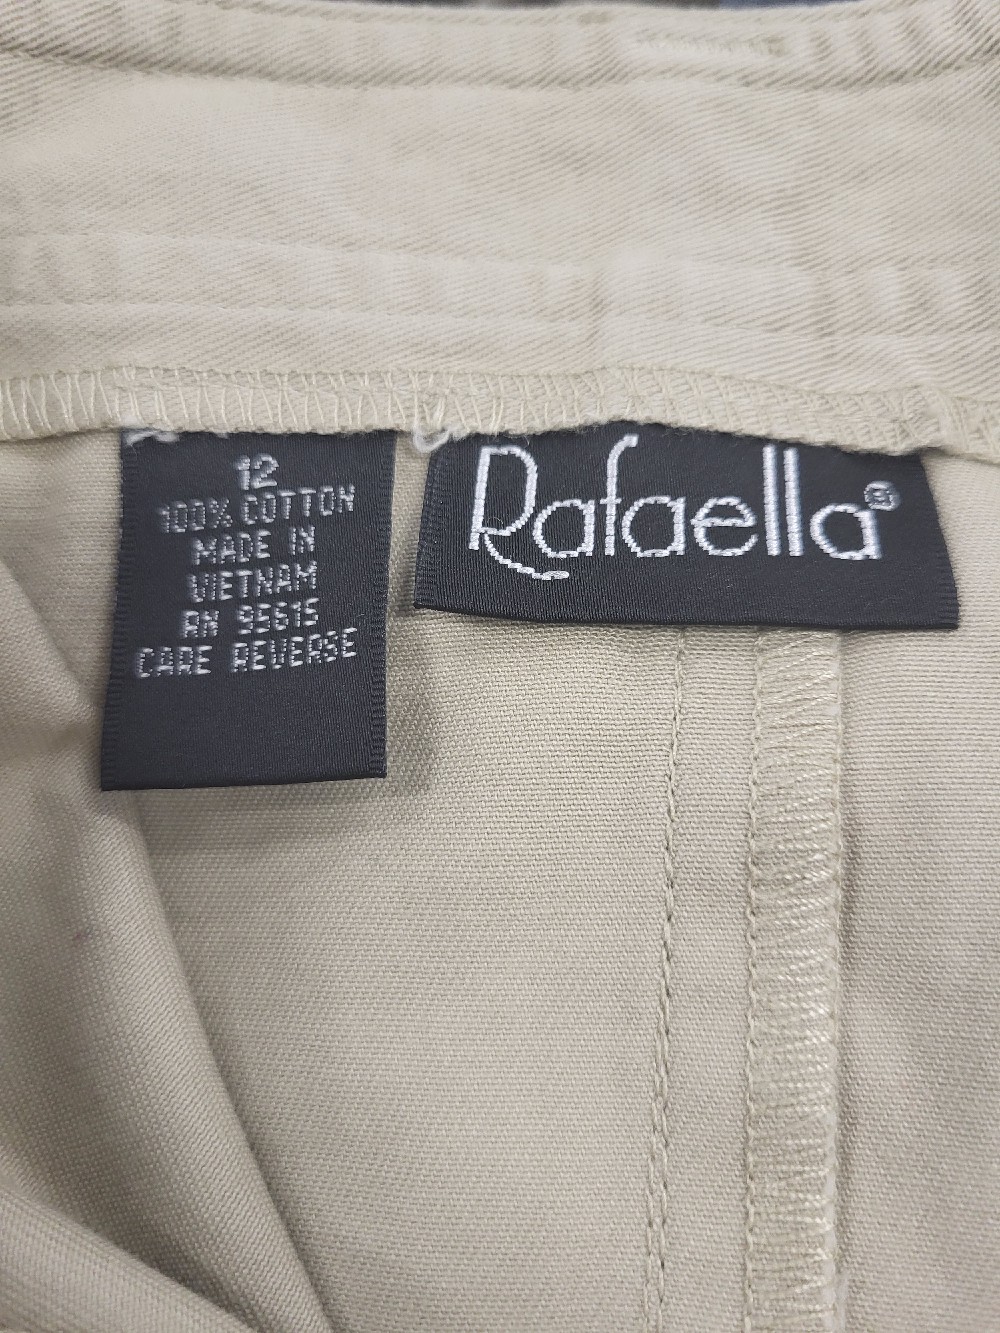 12
100% COTTON
MADE IN
VIETNAM
RN 95615
CARE REVERSE
Rafaella®